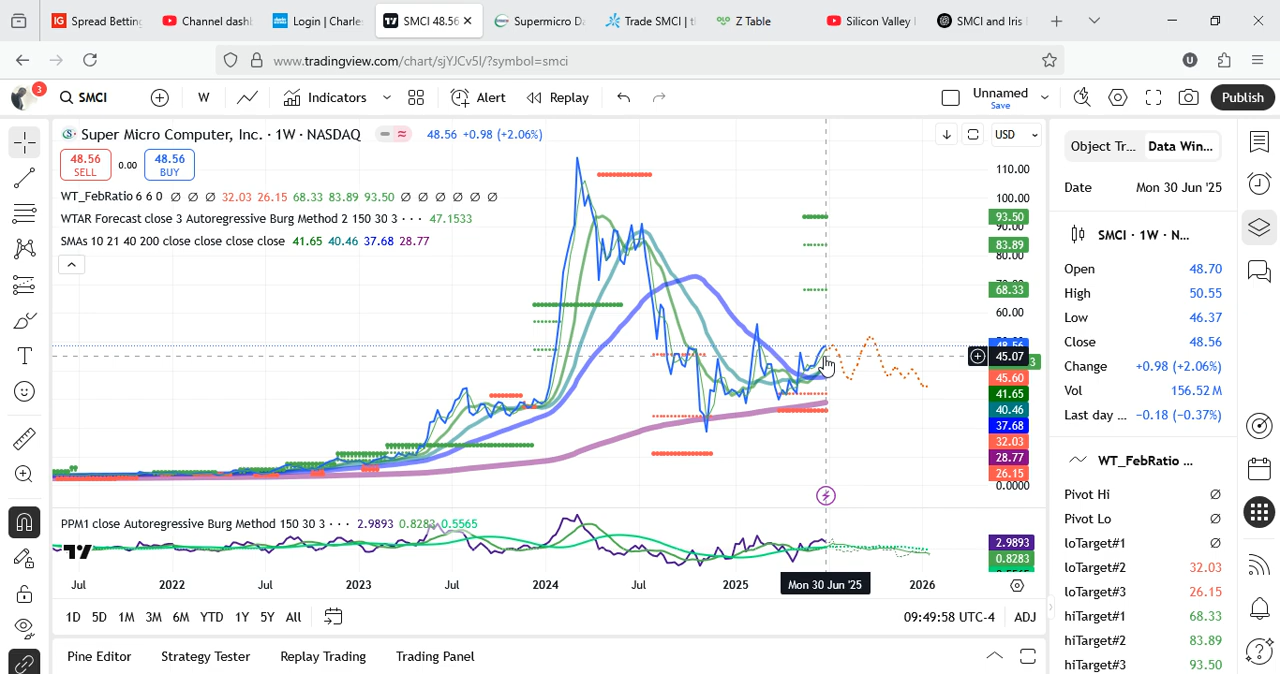 IG Spread Betting
Channel dash
Login | Charle
SMCI 48.56
Supermicro Da
Trade SMCI | ti
Z Table
Silicon Valley
SMCI and Iris
www.tradingview.com/chart/sjYJCv5l/?symbol=smci
3
SMCI
W
Indicators
Alert
Replay
Unnamed
Save
Publish
Super Micro Computer, Inc. · 1W · NASDAQ
48.56 +0.98 (+2.06%)
USD
Object Tr...
Data Win...
48.56
SELL
0.00
48.56
BUY
WT_FebRatio 6 6 0 ∅ ∅ ∅ 32.03 26.15 68.33 83.89 93.50 ∅ ∅ ∅ ∅ ∅ ∅
WTAR Forecast close 3 Autoregressive Burg Method 2 150 30 3 · · · 47.1533
SMAs 10 21 40 200 close close close close 41.65 40.46 37.68 28.77
110.00
100.00
93.50
90.00
83.89
80.00
68.33
60.00
48.56
45.07
3
45.60
41.65
40.46
37.68
32.03
28.77
26.15
0.0000
PPM1 close Autoregressive Burg Method 150 30 3 · · · 2.9893 0.8283 0.5565
2.9893
0.8283
Jul
2022
Jul
2023
Jul
2024
Jul
2025
Mon 30 Jun '25
2026
1D
5D
1M
3M
6M
YTD
1Y
5Y
All
09:49:58 UTC-4
ADJ
Pine Editor
Strategy Tester
Replay Trading
Trading Panel
Date Mon 30 Jun '25
SMCI · 1W · N...
Open 48.70
High 50.55
Low 46.37
Close 48.56
Change +0.98 (+2.06%)
Vol 156.52 M
Last day ... −0.18 (−0.37%)
WT_FebRatio ...
Pivot Hi ∅
Pivot Lo ∅
loTarget#1 ∅
loTarget#2 32.03
loTarget#3 26.15
hiTarget#1 68.33
hiTarget#2 83.89
hiTarget#3 93.50